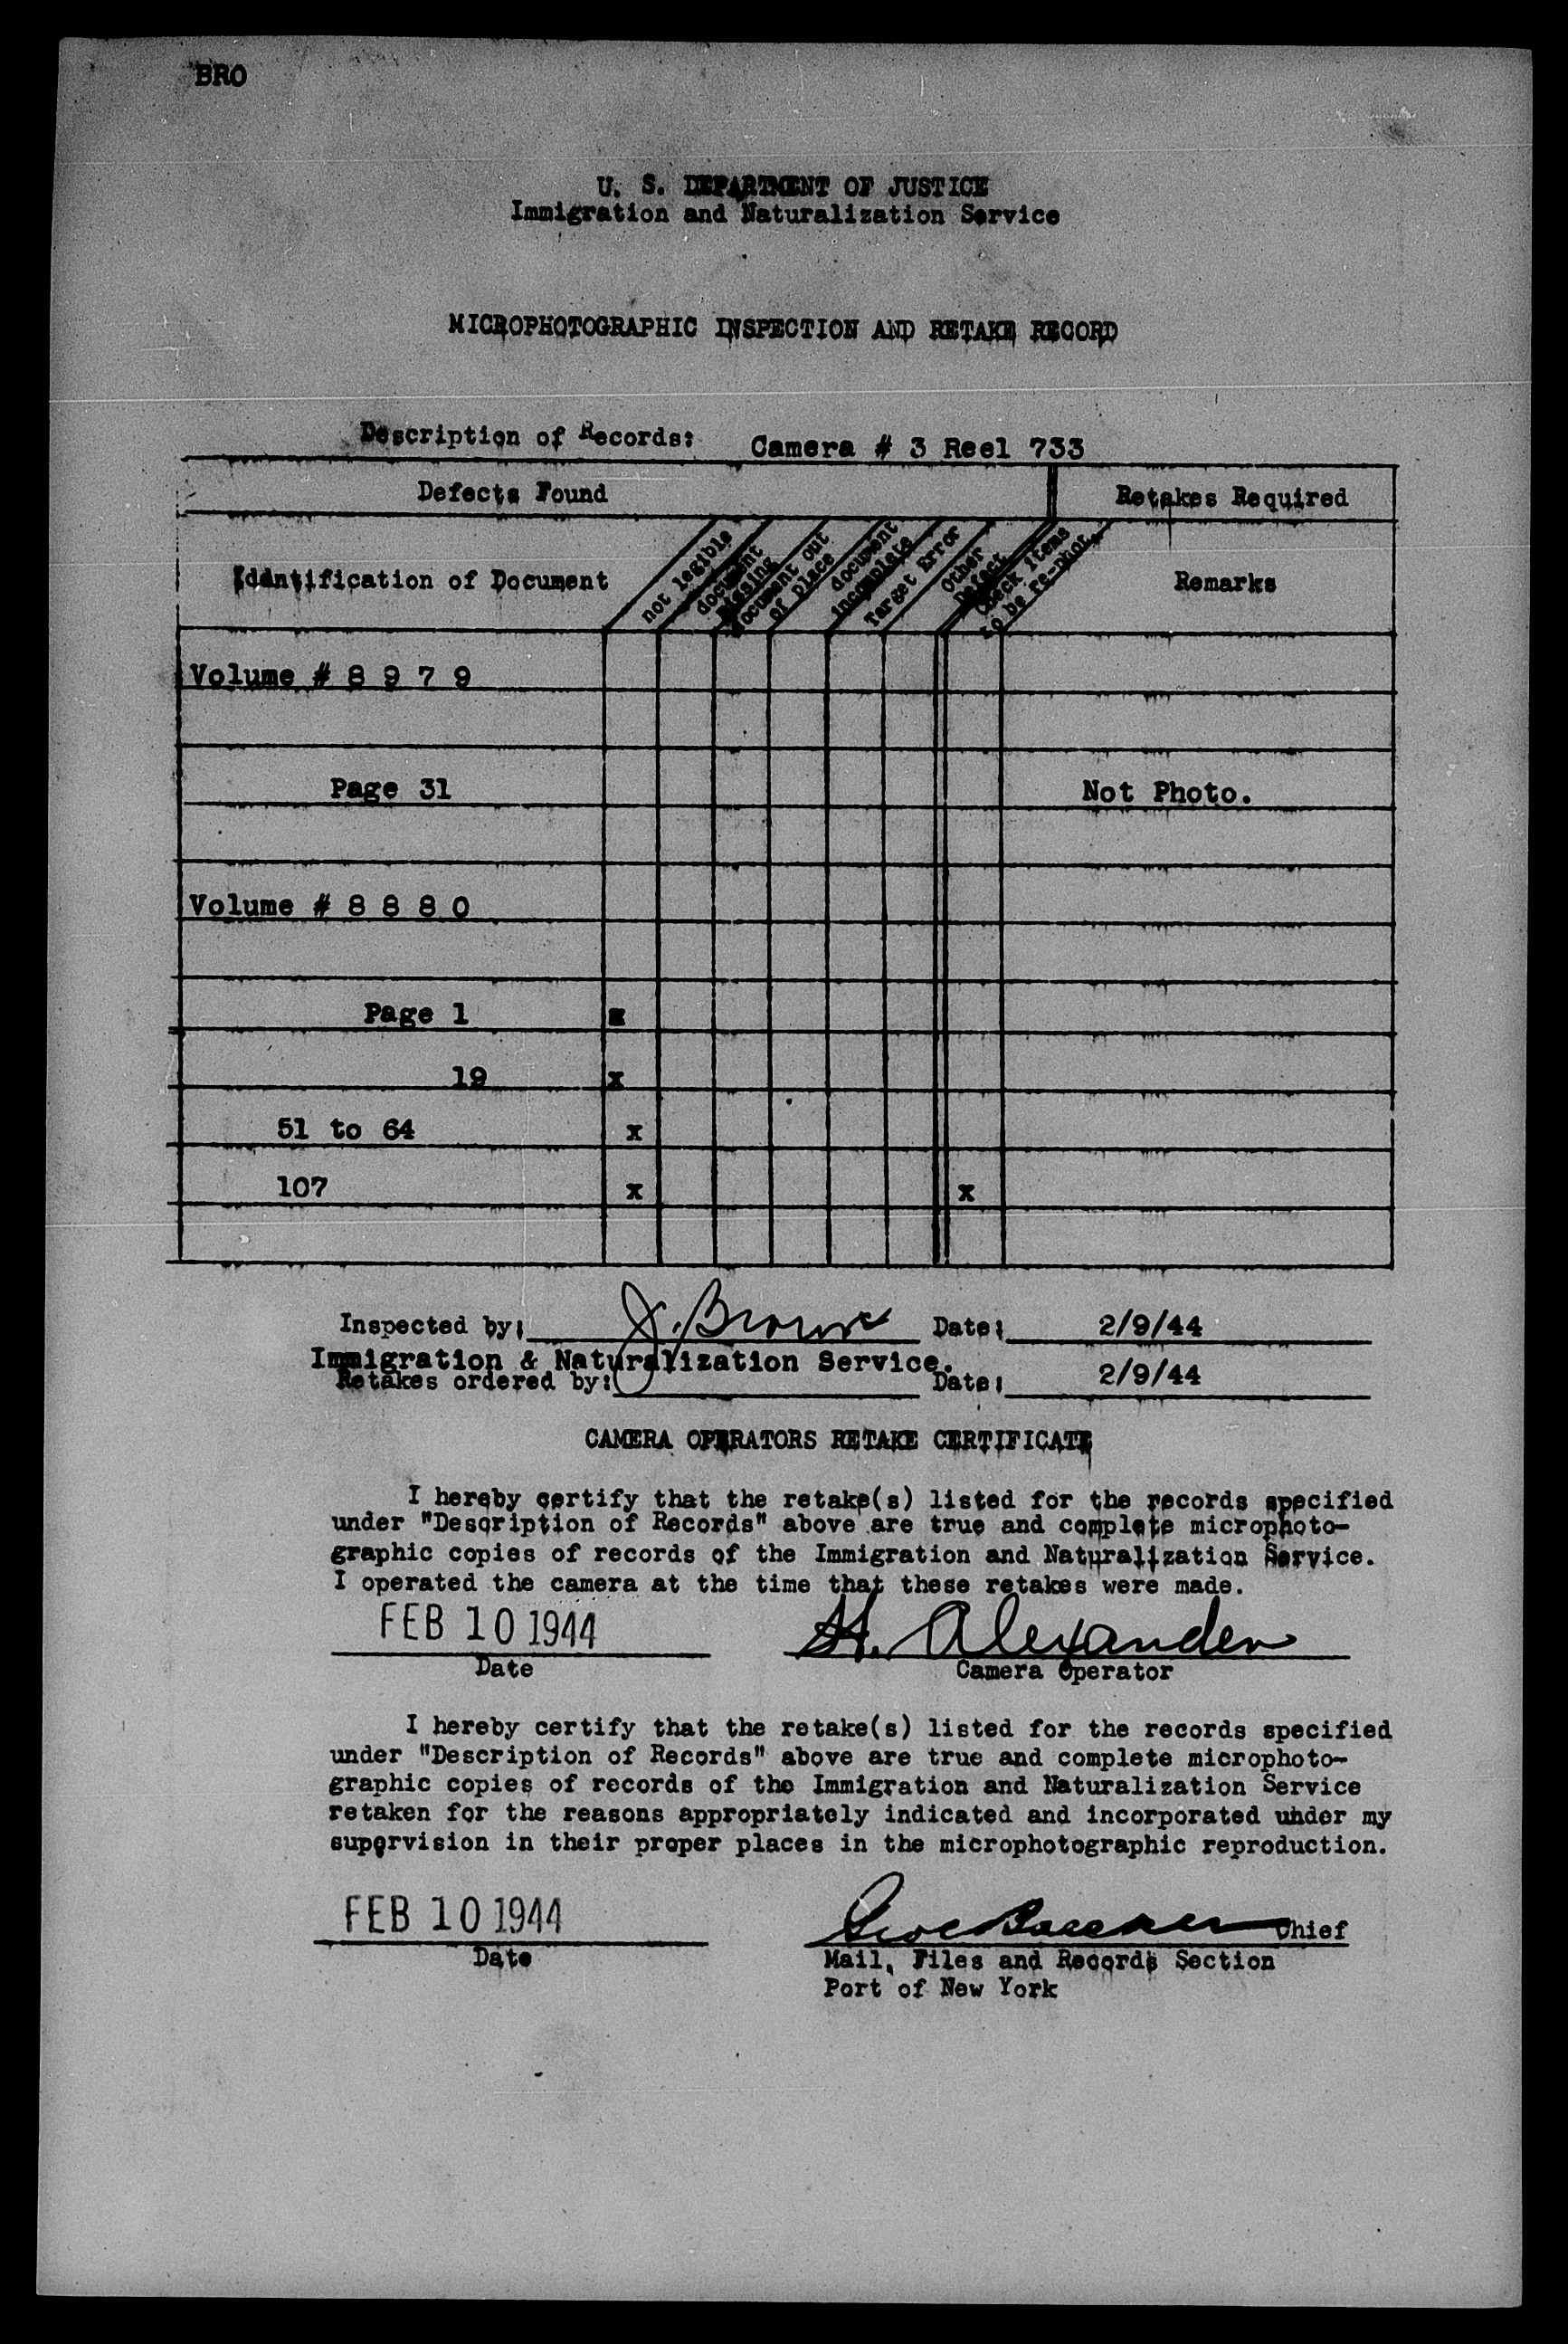 BRO
U. S. DEPARTMENT OF JUSTICE
Immigration and Naturalization Service
MICROPHOTOGRAPHIC INSPECTION AND RETAKE RECORD
Description of Records: Camera # 3 Reel 733
Defects Found Retakes Required
Identification of Document
not legible
document missing
document out of place
document incomplete
Target Error
Other Defect
Check Items to be re-phot.
Remarks
Volume # 8 9 7 9
Page 31 Not Photo.
Volume # 8 8 8 0
Page 1 x
19 x
51 to 64 x
107 x x
Inspected by: J. Brown Date: 2/9/44
Immigration & Naturalization Service.
Retakes ordered by: Date: 2/9/44
CAMERA OPERATORS RETAKE CERTIFICATE
I hereby certify that the retake(s) listed for the records specified
under "Description of Records" above are true and complete microphoto-
graphic copies of records of the Immigration and Naturalization Service.
I operated the camera at the time that these retakes were made.
FEB 10 1944 H. Alexander
Date Camera Operator
I hereby certify that the retake(s) listed for the records specified
under "Description of Records" above are true and complete microphoto-
graphic copies of records of the Immigration and Naturalization Service
retaken for the reasons appropriately indicated and incorporated under my
supervision in their proper places in the microphotographic reproduction.
FEB 10 1944 Chief
Date Mail, Files and Records Section
Port of New York